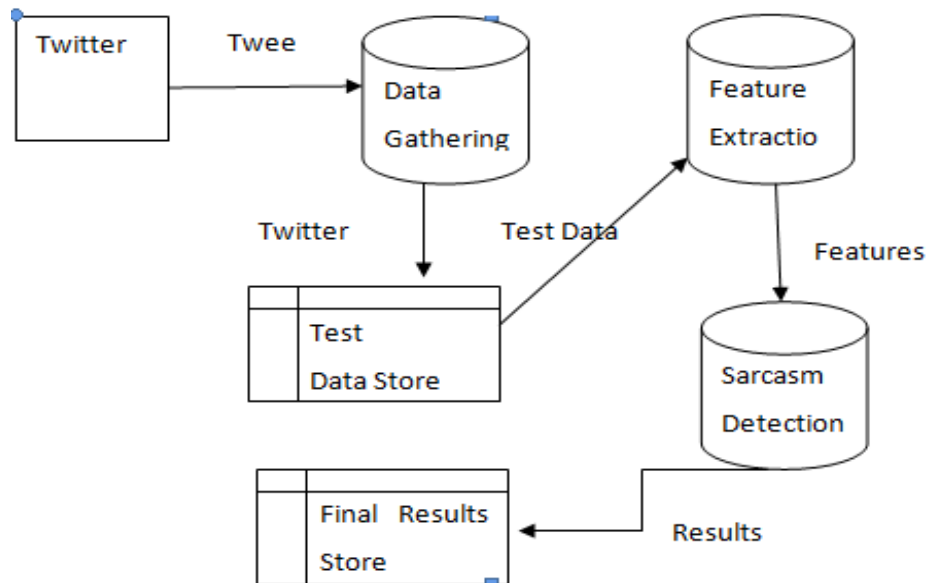 Twitter
Twee
Data
Gathering
Feature
Extractio
Twitter
Test Data
Features
Test
Data Store
Sarcasm
Detection
Final Results
Store
Results